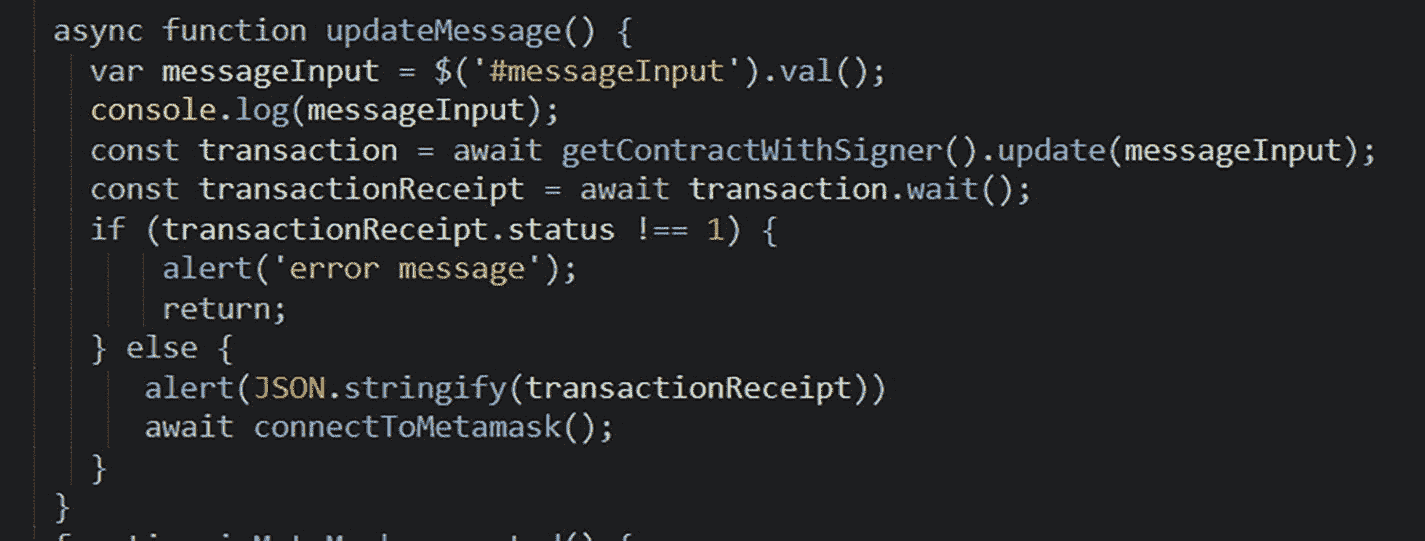 async function updateMessage() {
var messageInput = $('#messageInput').val();
console.log(messageInput);
const transaction = await getContractWithSigner().update(messageInput);
const transactionReceipt = await transaction.wait();
if (transactionReceipt.status !== 1) {
alert('error message');
return;
} else {
alert(JSON.stringify(transactionReceipt))
await connectToMetamask();
}
}